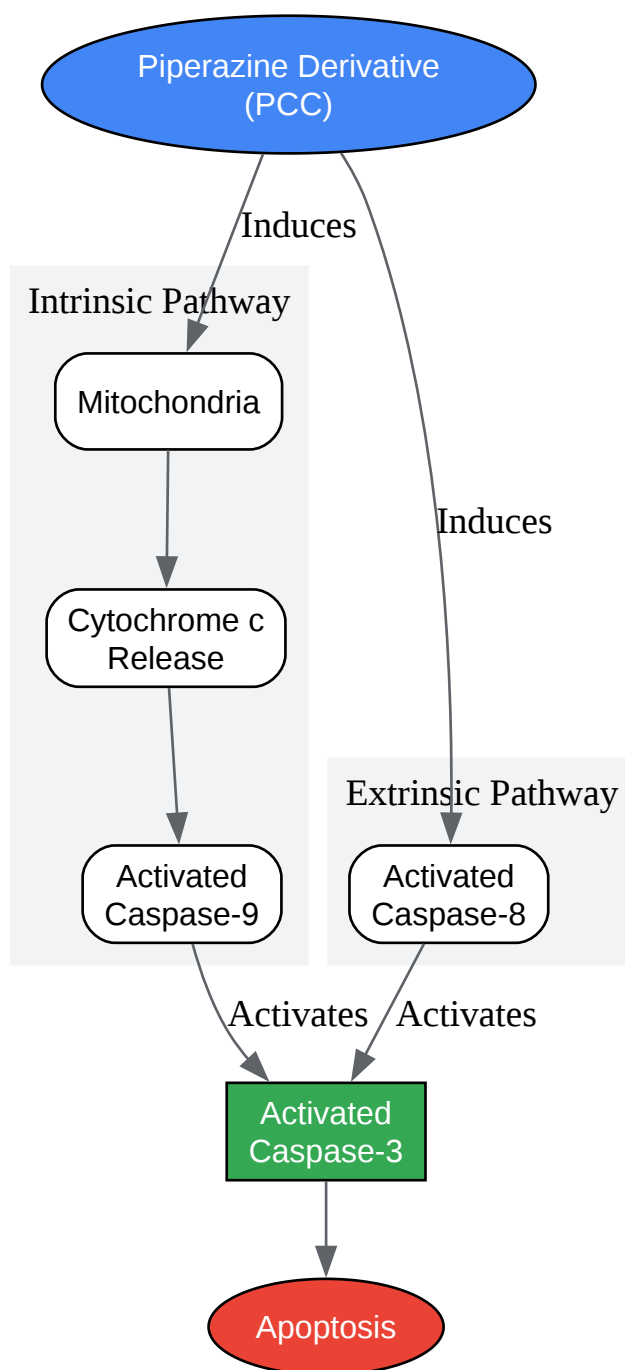 Piperazine Derivative
(PCC)
Induces
Intrinsic Pathway
Mitochondria
Induces
Cytochrome c
Release
Extrinsic Pathway
Activated
Caspase-9
Activated
Caspase-8
Activates
Activates
Activated
Caspase-3
Apoptosis